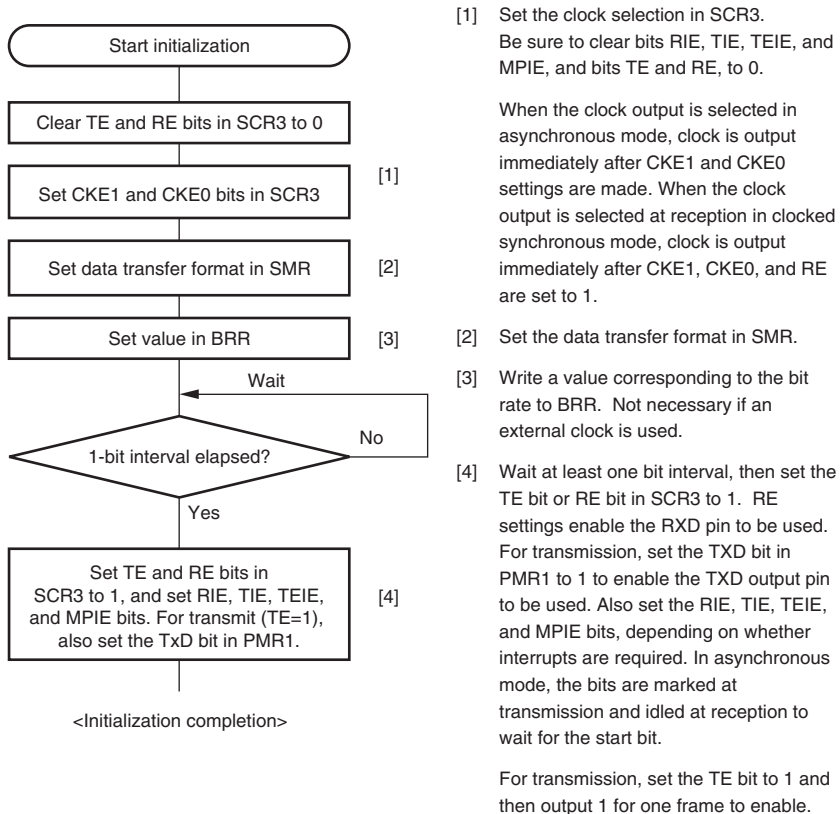 Start initialization
Clear TE and RE bits in SCR3 to 0
Set CKE1 and CKE0 bits in SCR3
[1]
Set data transfer format in SMR
[2]
Set value in BRR
[3]
Wait
No
1-bit interval elapsed?
Yes
Set TE and RE bits in
SCR3 to 1, and set RIE, TIE, TEIE,
and MPIE bits. For transmit (TE=1),
also set the TxD bit in PMR1.
[4]
<Initialization completion>
[1] Set the clock selection in SCR3.
Be sure to clear bits RIE, TIE, TEIE, and
MPIE, and bits TE and RE, to 0.
When the clock output is selected in
asynchronous mode, clock is output
immediately after CKE1 and CKE0
settings are made. When the clock
output is selected at reception in clocked
synchronous mode, clock is output
immediately after CKE1, CKE0, and RE
are set to 1.
[2] Set the data transfer format in SMR.
[3] Write a value corresponding to the bit
rate to BRR. Not necessary if an
external clock is used.
[4] Wait at least one bit interval, then set the
TE bit or RE bit in SCR3 to 1. RE
settings enable the RXD pin to be used.
For transmission, set the TXD bit in
PMR1 to 1 to enable the TXD output pin
to be used. Also set the RIE, TIE, TEIE,
and MPIE bits, depending on whether
interrupts are required. In asynchronous
mode, the bits are marked at
transmission and idled at reception to
wait for the start bit.
For transmission, set the TE bit to 1 and
then output 1 for one frame to enable.